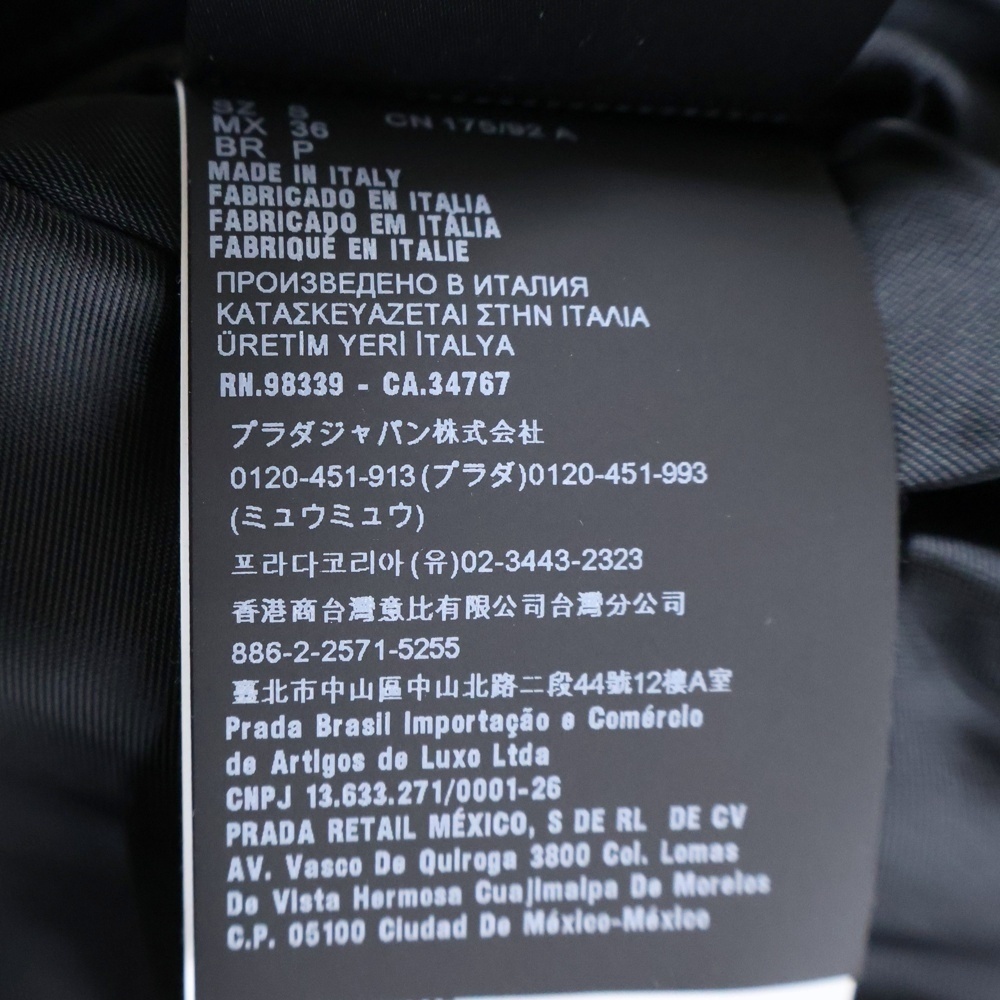 SZ S
MX 36 CN 175/92 A
BR P
MADE IN ITALY
FABRICADO EN ITALIA
FABRICADO EM ITÁLIA
FABRIQUÉ EN ITALIE
ПРОИЗВЕДЕНО В ИТАЛИЯ
ΚΑΤΑΣΚΕΥΑΖΕΤΑΙ ΣΤΗΝ ΙΤΑΛΙΑ
ÜRETİM YERİ İTALYA
RN.98339 - CA.34767
プラダジャパン株式会社
0120-451-913(プラダ)0120-451-993
(ミュウミュウ)
프라다코리아(유)02-3443-2323
香港商台灣意比有限公司台灣分公司
886-2-2571-5255
臺北市中山區中山北路二段44號12樓A室
Prada Brasil Importação e Comércio
de Artigos de Luxo Ltda
CNPJ 13.633.271/0001-26
PRADA RETAIL MÉXICO, S DE RL DE CV
AV. Vasco De Quiroga 3800 Col. Lomas
De Vista Hermosa Cuajimalpa De Morelos
C.P. 05100 Ciudad De México-México